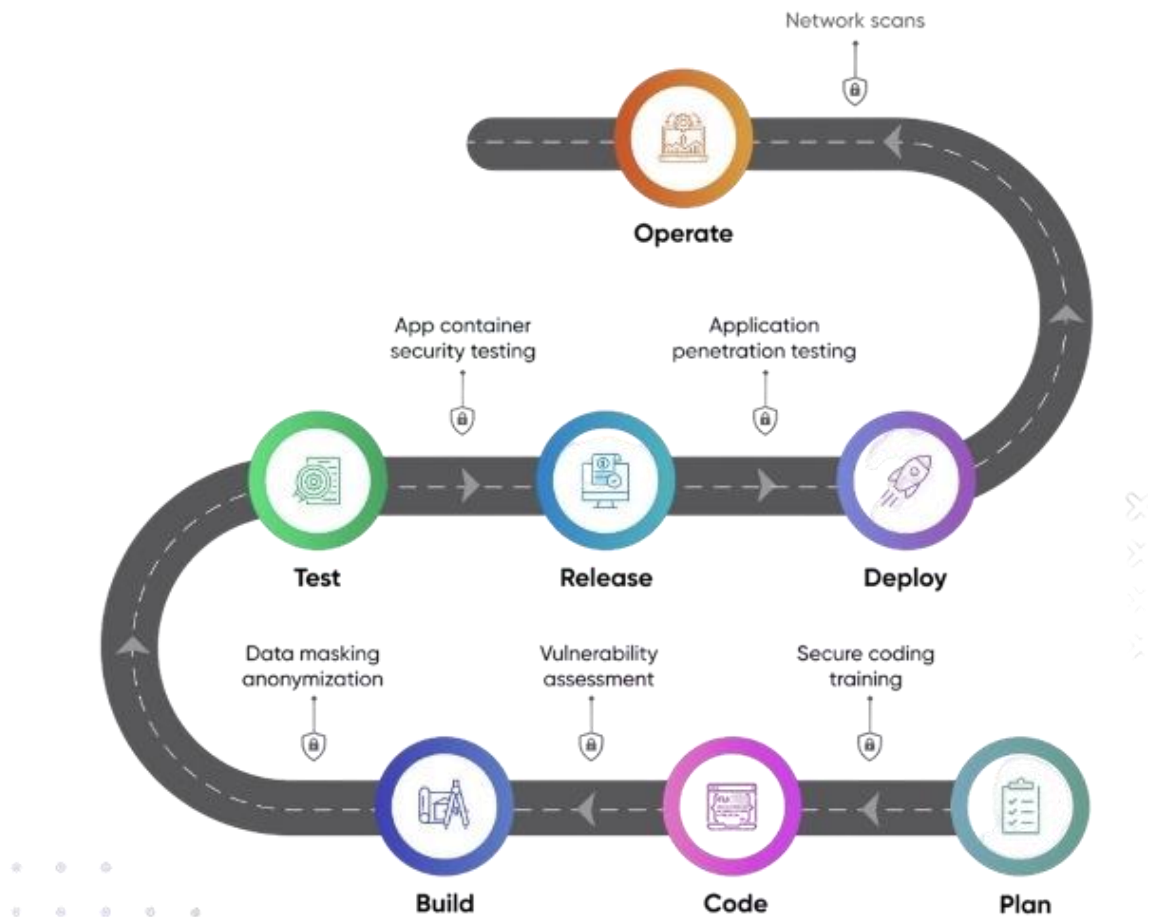 Network scans
Operate
App container
security testing
Application
penetration testing
Test
Release
Deploy
Data masking
anonymization
Vulnerability
assessment
Secure coding
training
Build
Code
Plan